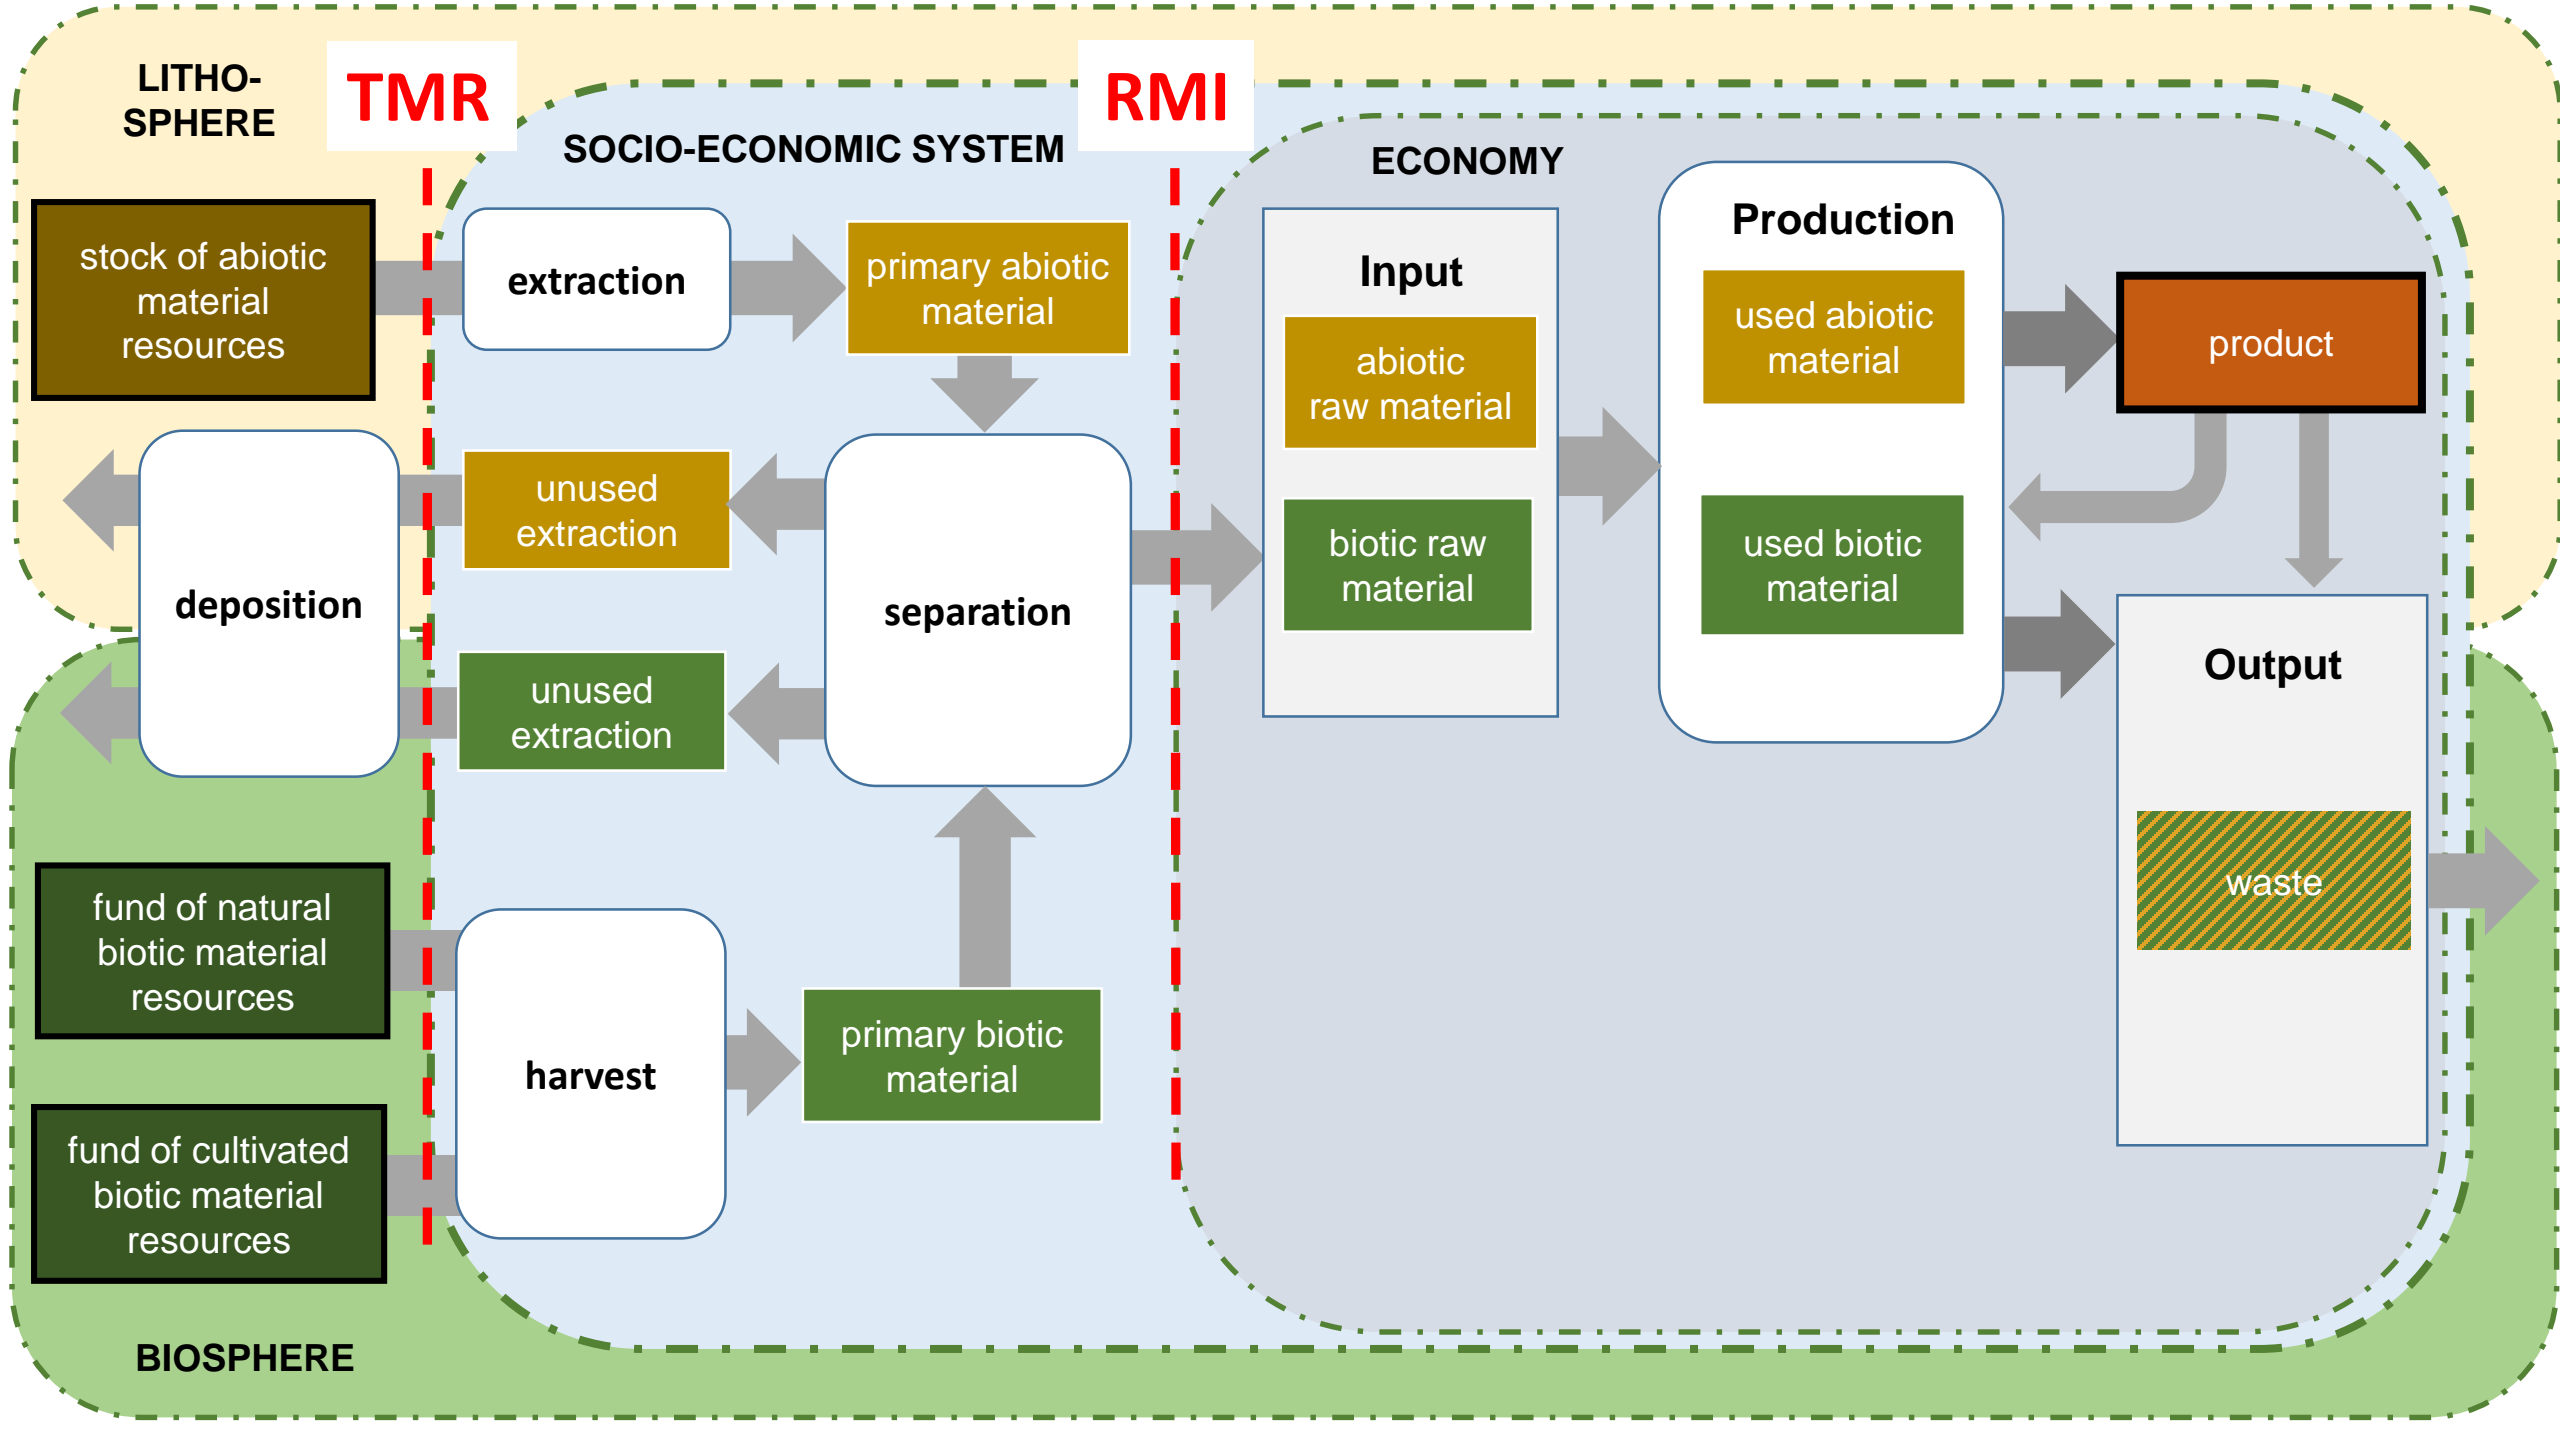 LITHO-
SPHERE
TMR
RMI
SOCIO-ECONOMIC SYSTEM
ECONOMY
stock of abiotic
material
resources
extraction
primary abiotic
material
Input
abiotic
raw material
biotic raw
material
Production
used abiotic
material
used biotic
material
product
deposition
unused
extraction
unused
extraction
separation
Output
waste
fund of natural
biotic material
resources
fund of cultivated
biotic material
resources
harvest
primary biotic
material
BIOSPHERE